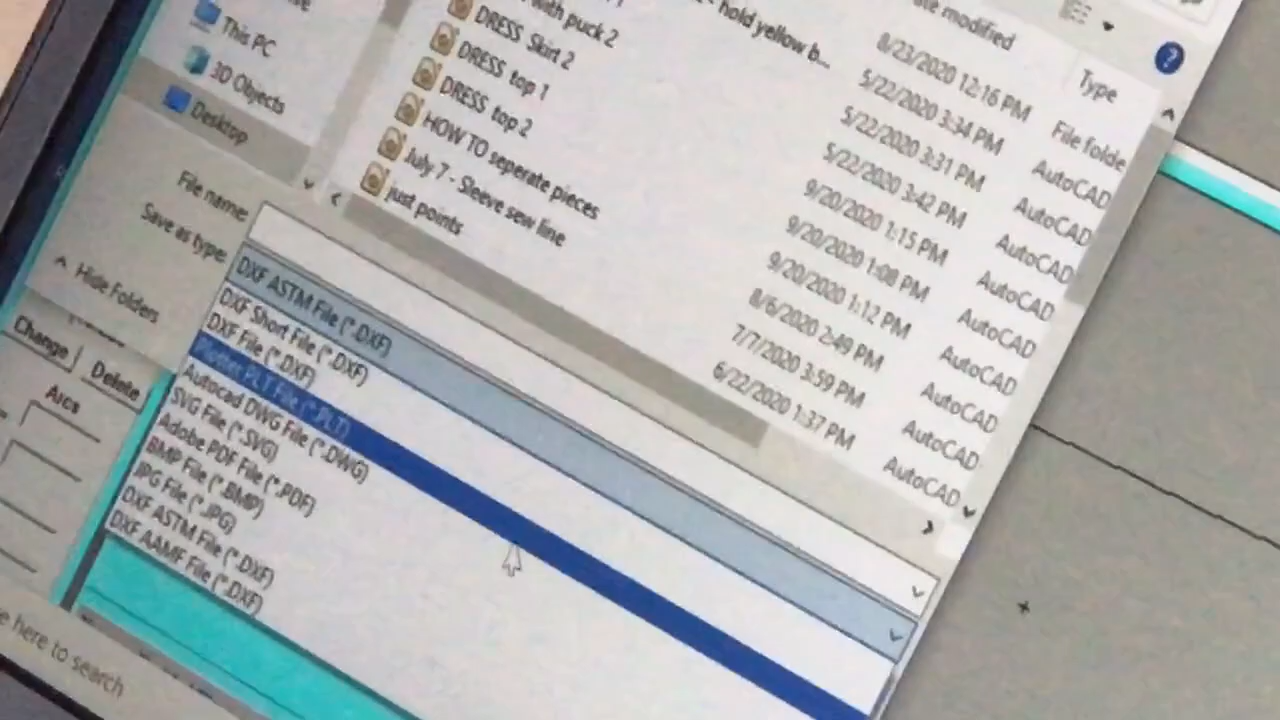 This PC
3D Objects
Desktop
with puck 2
DRESS Skirt 2
DRESS top 1
DRESS top 2
HOW TO seperate pieces
July 7 - Sleeve sew line
just points
hold yellow b...
modified
Type
8/23/2020 12:16 PM
File folde
5/22/2020 3:34 PM
AutoCAD
5/22/2020 3:31 PM
AutoCAD
5/22/2020 3:42 PM
AutoCAD
9/20/2020 1:15 PM
AutoCAD
9/20/2020 1:08 PM
AutoCAD
9/20/2020 1:12 PM
AutoCAD
8/6/2020 2:49 PM
AutoCAD
7/7/2020 3:59 PM
AutoCAD
6/22/2020 1:37 PM
AutoCAD
File name:
Save as type:
DXF ASTM File (*.DXF)
DXF Short File (*.DXF)
DXF File (*.DXF)
Plotter PLT File (*.PLT)
Autocad DWG File (*.DWG)
SVG File (*.SVG)
Adobe PDF File (*.PDF)
BMP File (*.BMP)
JPG File (*.JPG)
DXF ASTM File (*.DXF)
DXF AAMF File (*.DXF)
Hide Folders
Change
Delete
Arcs
here to search
?